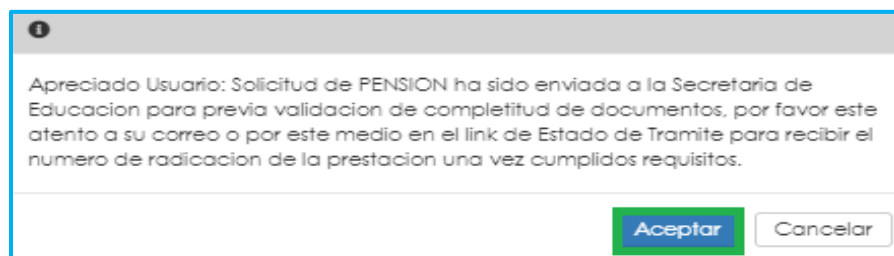 Apreciado Usuario: Solicitud de PENSION ha sido enviada a la Secretaria de
Educacion para previa validacion de completitud de documentos, por favor este
atento a su correo o por este medio en el link de Estado de Tramite para recibir el
numero de radicacion de la prestacion una vez cumplidos requisitos.
Aceptar Cancelar